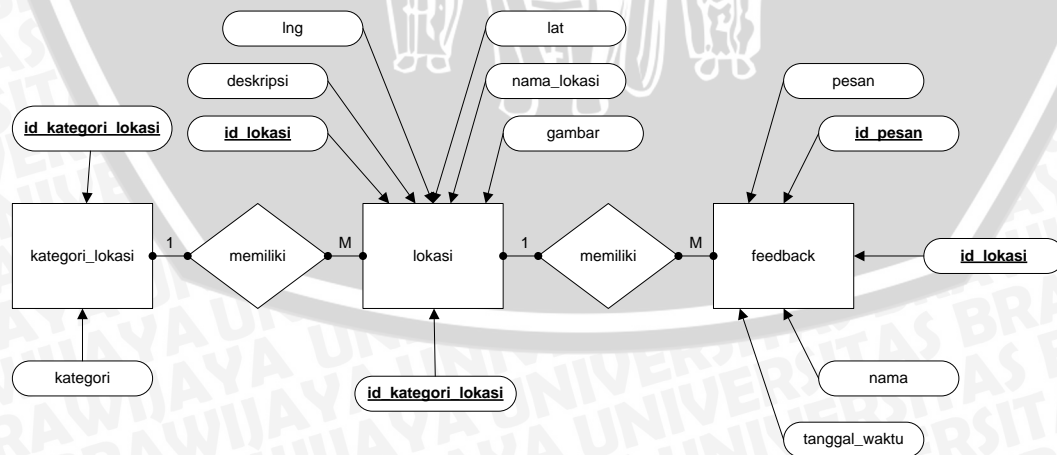 lng
lat
deskripsi
nama_lokasi
pesan
id_kategori_lokasi
id_lokasi
gambar
id_pesan
kategori_lokasi
1
memiliki
M
lokasi
1
memiliki
M
feedback
id_lokasi
kategori
id_kategori_lokasi
nama
tanggal_waktu